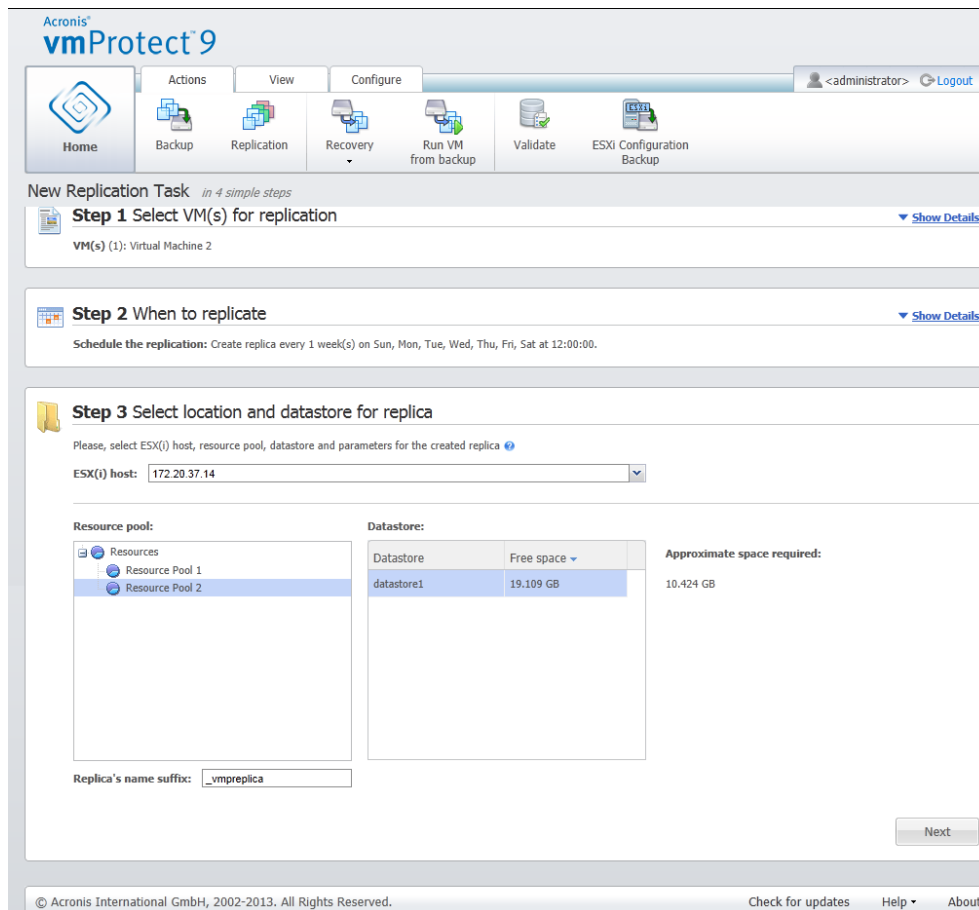 Acronis®
vmProtect™ 9
Actions View Configure
<administrator> Logout
Home
Backup
Replication
Recovery
Run VM
from backup
Validate
ESXi Configuration
Backup
New Replication Task in 4 simple steps
Step 1 Select VM(s) for replication
Show Details
VM(s) (1): Virtual Machine 2
Step 2 When to replicate
Show Details
Schedule the replication: Create replica every 1 week(s) on Sun, Mon, Tue, Wed, Thu, Fri, Sat at 12:00:00.
Step 3 Select location and datastore for replica
Please, select ESX(i) host, resource pool, datastore and parameters for the created replica
ESX(i) host: 172.20.37.14
Resource pool:
Resources
Resource Pool 1
Resource Pool 2
Datastore:
Datastore Free space
datastore1 19.109 GB
Approximate space required:
10.424 GB
Replica's name suffix: _vmpreplica
Next
© Acronis International GmbH, 2002-2013. All Rights Reserved.
Check for updates Help About